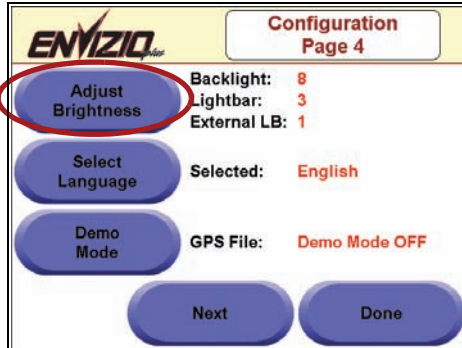 ENVIZIO plus
Configuration
Page 4
Adjust
Brightness
Backlight: 8
Lightbar: 3
External LB: 1
Select
Language
Selected: English
Demo
Mode
GPS File: Demo Mode OFF
Next
Done